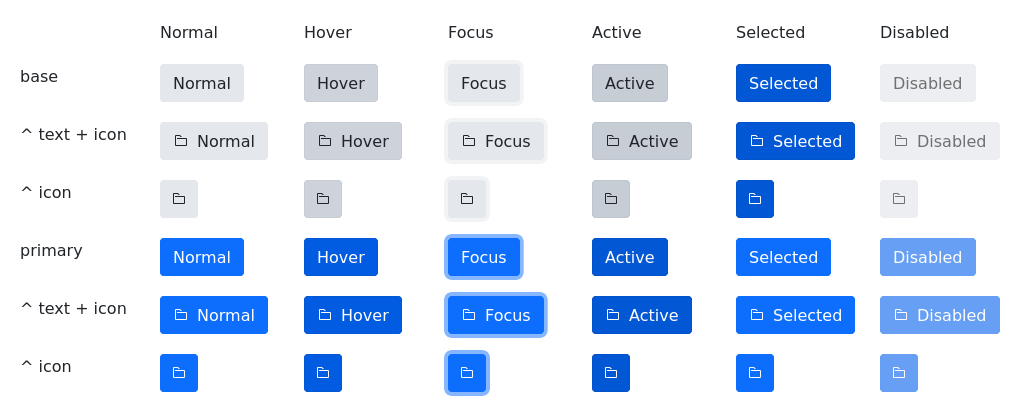 Normal Hover Focus Active Selected Disabled
base Normal Hover Focus Active Selected Disabled
^ text + icon Normal Hover Focus Active Selected Disabled
^ icon
primary Normal Hover Focus Active Selected Disabled
^ text + icon Normal Hover Focus Active Selected Disabled
^ icon